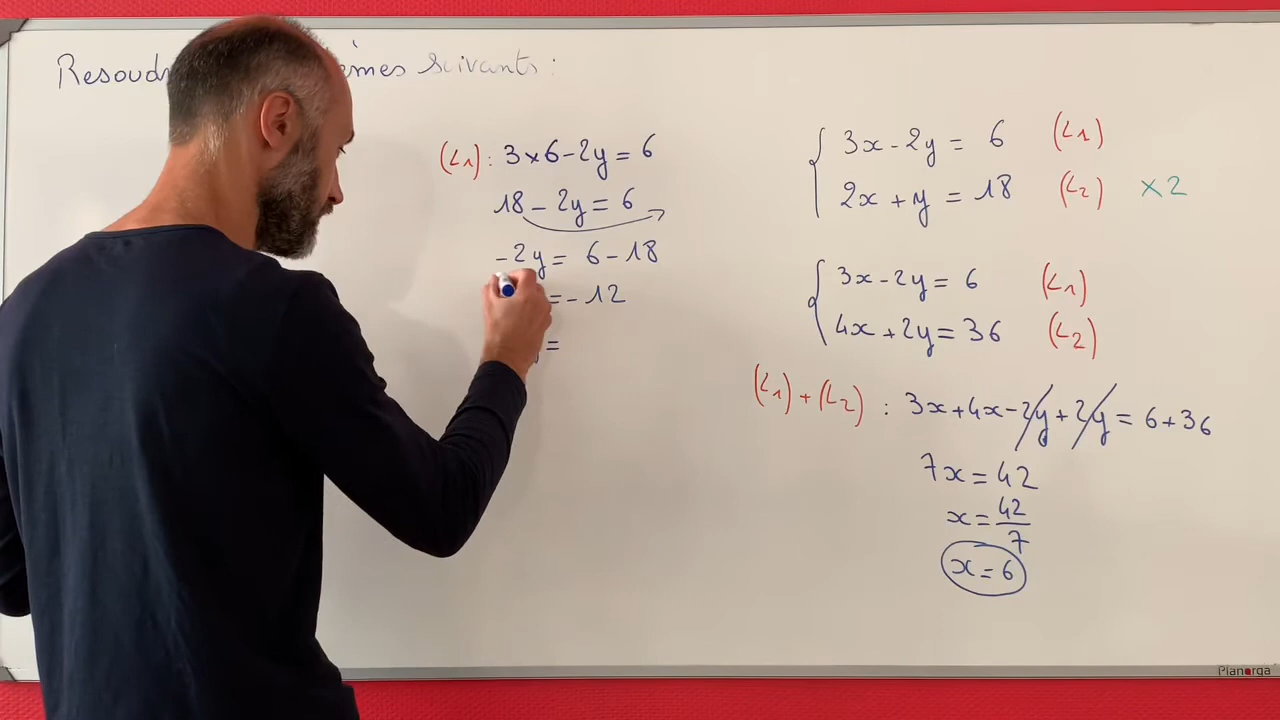 suivants :
(L1) : 3×6-2y = 6
18 - 2y = 6
-2y = 6 - 18
= - 12
y =
3x - 2y = 6 (L1)
2x + y = 18 (L2) ×2
3x - 2y = 6 (L1)
4x + 2y = 36 (L2)
(L1) + (L2) : 3x + 4x - 2y + 2y = 6 + 36
7x = 42
x = 42/7
x = 6
Planorga